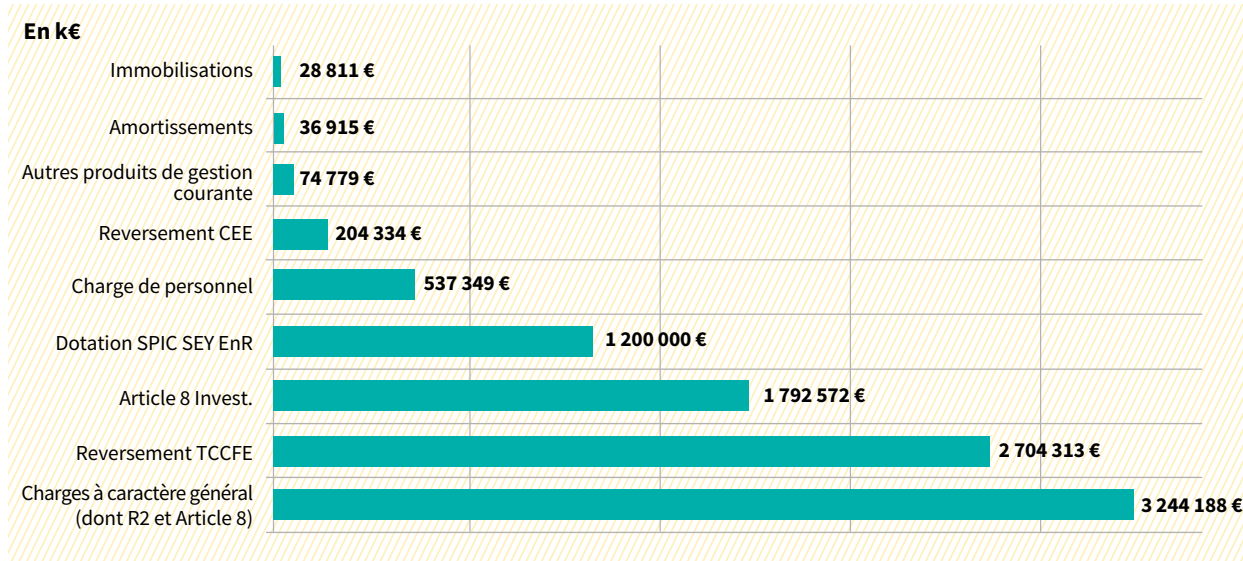 En k€
Immobilisations
28 811 €
Amortissements
36 915 €
Autres produits de gestion
courante
74 779 €
Reversement CEE
204 334 €
Charge de personnel
537 349 €
Dotation SPIC SEY EnR
1 200 000 €
Article 8 Invest.
1 792 572 €
Reversement TCCFE
2 704 313 €
Charges à caractère général
(dont R2 et Article 8)
3 244 188 €